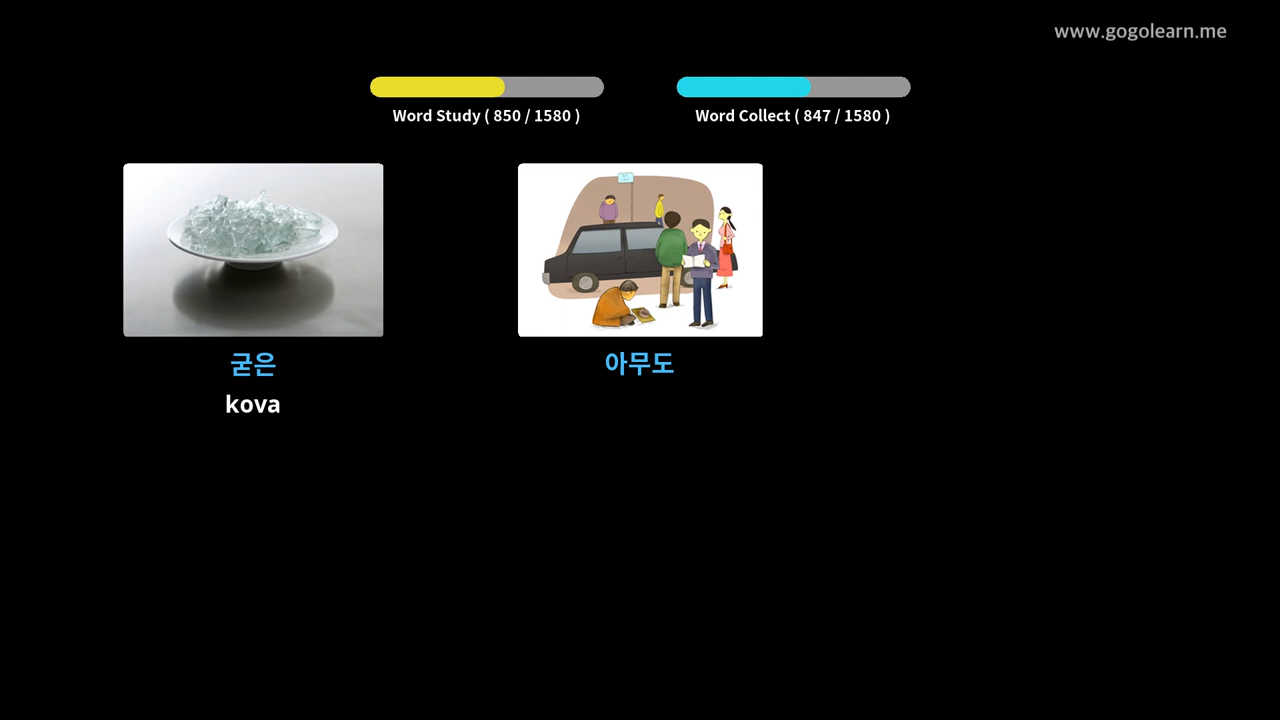 www.gogolearn.me
Word Study ( 850 / 1580 )
Word Collect ( 847 / 1580 )
굳은
kova
아무도